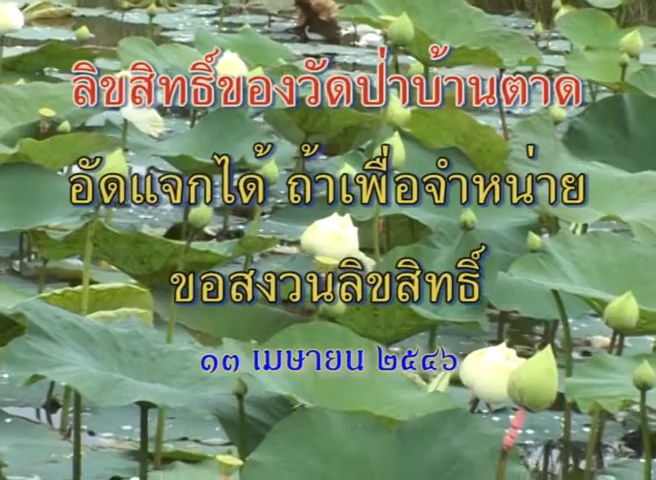 ลิขสิทธิ์ของวัดป่าบ้านตาด
อัดแจกได้ ถ้าเพื่อจำหน่าย
ขอสงวนลิขสิทธิ์
๑๓ เมษายน ๒๕๔๖